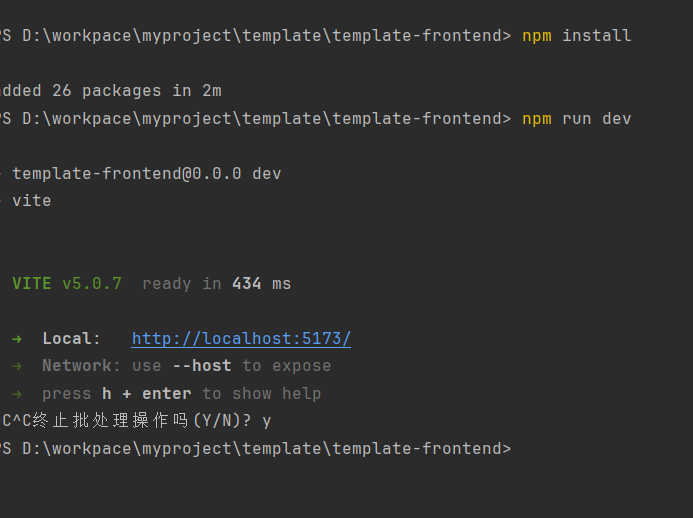 PS D:\workpace\myproject\template\template-frontend> npm install
added 26 packages in 2m
PS D:\workpace\myproject\template\template-frontend> npm run dev
> template-frontend@0.0.0 dev
> vite
VITE v5.0.7 ready in 434 ms
➜ Local: http://localhost:5173/
➜ Network: use --host to expose
➜ press h + enter to show help
^C^C终止批处理操作吗(Y/N)? y
PS D:\workpace\myproject\template\template-frontend>